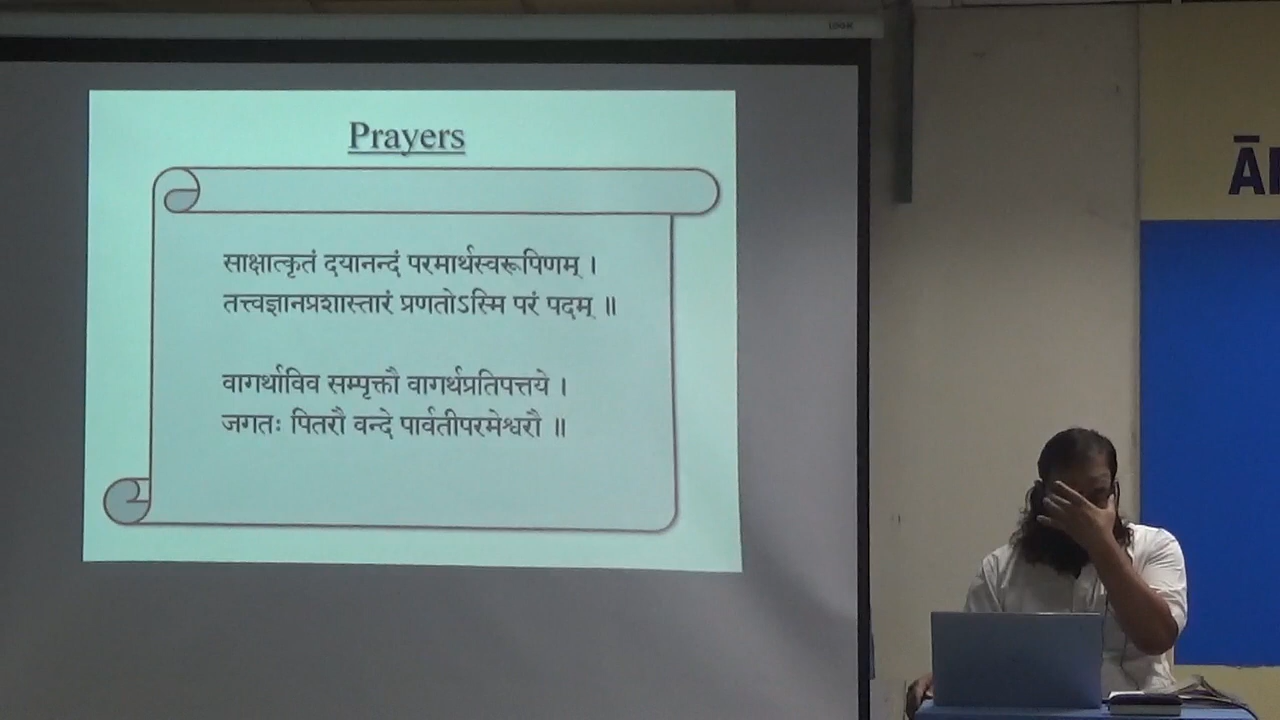 Prayers
साक्षात्कृतं दयानन्दं परमार्थस्वरूपिणम् ।
तत्त्वज्ञानप्रशास्तारं प्रणतोऽस्मि परं पदम् ॥
वागर्थाविव सम्पृक्तौ वागर्थप्रतिपत्तये ।
जगतः पितरौ वन्दे पार्वतीपरमेश्वरौ ॥